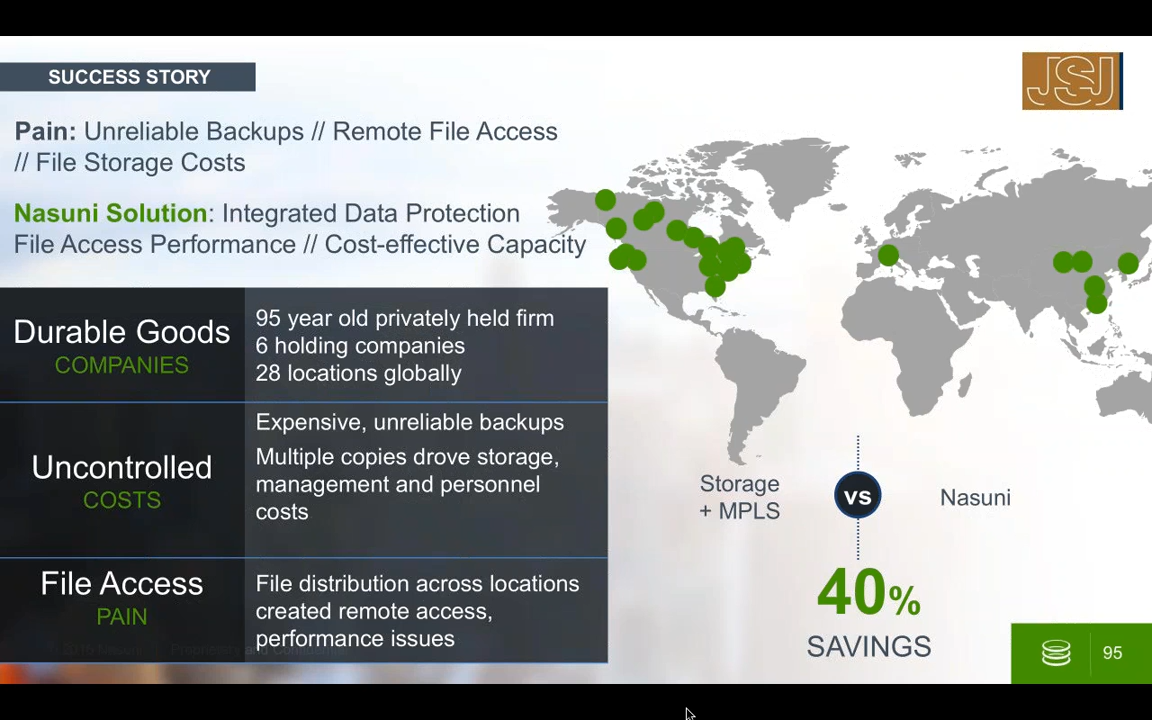 SUCCESS STORY
JSJ
Pain: Unreliable Backups // Remote File Access
// File Storage Costs
Nasuni Solution: Integrated Data Protection
File Access Performance // Cost-effective Capacity
Durable Goods
COMPANIES
95 year old privately held firm
6 holding companies
28 locations globally
Uncontrolled
COSTS
Expensive, unreliable backups
Multiple copies drove storage,
management and personnel
costs
File Access
PAIN
File distribution across locations
created remote access,
performance issues
Storage
+ MPLS
vs
Nasuni
40%
SAVINGS
95